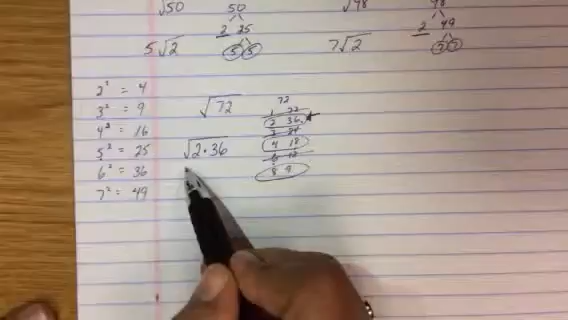 √50 50 √98 98
2 25 2 49
5√2 5 5 7√2 7 7
2² = 4
3² = 9
4² = 16
5² = 25
6² = 36
7² = 49
√72
√2·36
72
1 72
2 36
3 24
4 18
6 12
8 9